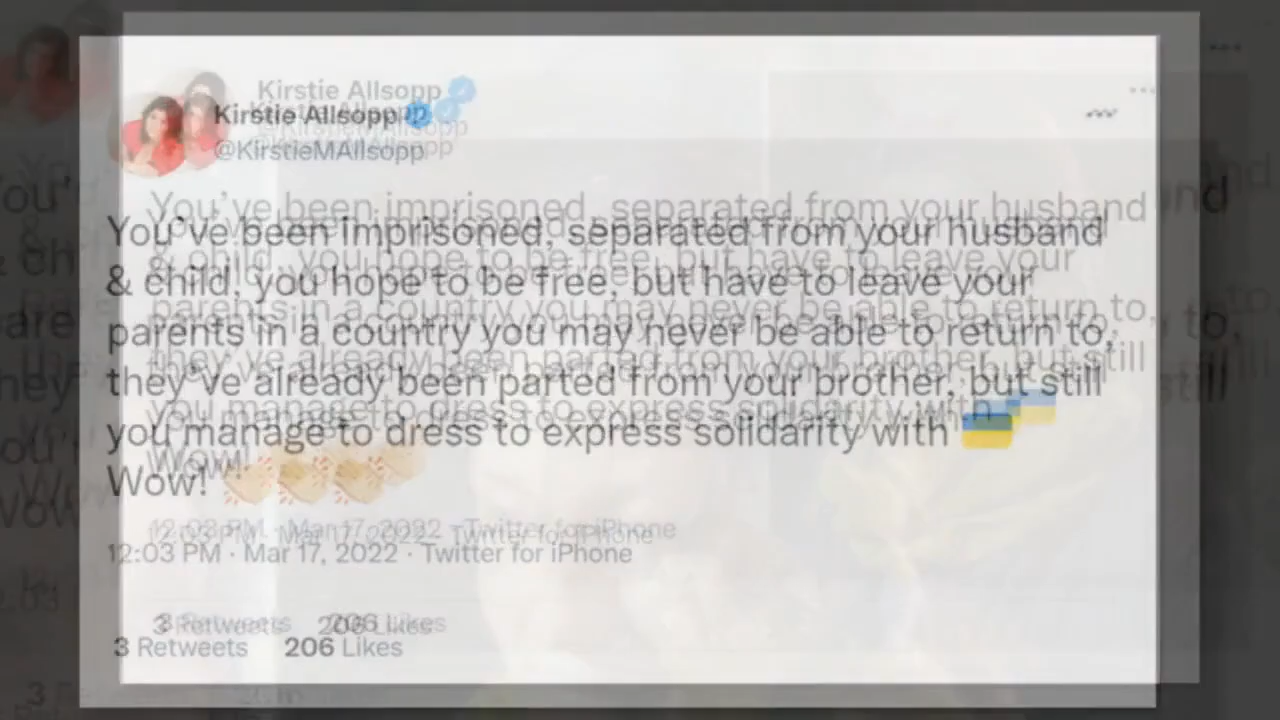 Kirstie Allsopp
@KirstieMAllsopp
You've been imprisoned, separated from your husband
& child, you hope to be free, but have to leave your
parents in a country you may never be able to return to,
they've already been parted from your brother, but still
you manage to dress to express solidarity with 🇺🇦
Wow! 👏🏻👏🏻👏🏻
12:03 PM · Mar 17, 2022 · Twitter for iPhone
3 Retweets 206 Likes